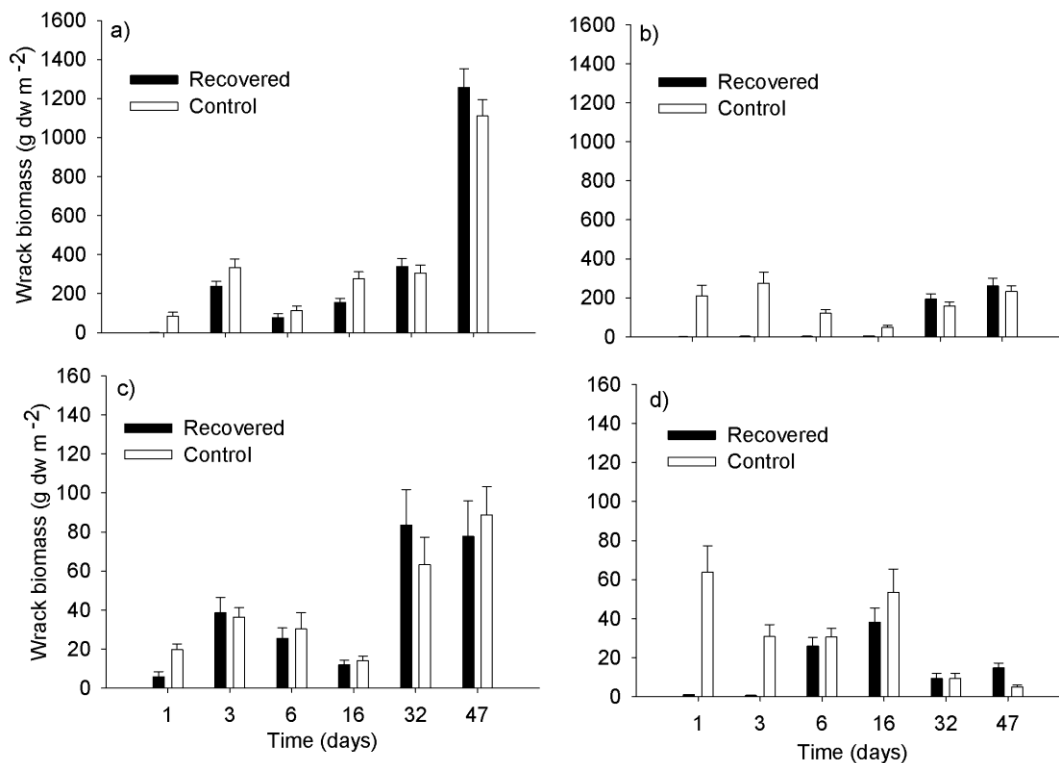 a)
Recovered
Control
Wrack biomass (g dw m-2)
1600
1400
1200
1000
800
600
400
200
0
b)
Recovered
Control
1600
1400
1200
1000
800
600
400
200
0
c)
Recovered
Control
Wrack biomass (g dw m-2)
160
140
120
100
80
60
40
20
0
1 3 6 16 32 47
Time (days)
d)
Recovered
Control
160
140
120
100
80
60
40
20
0
1 3 6 16 32 47
Time (days)